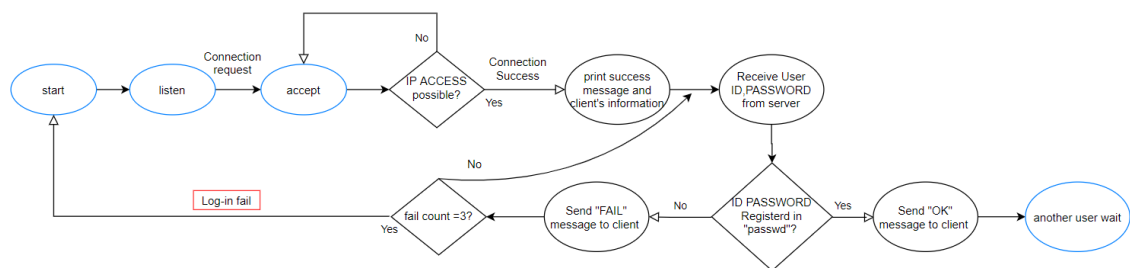 No
Connection
request
Connection
Success
start
listen
accept
IP ACCESS
possible?
Yes
print success
message and
client's information
Receive User
ID,PASSWORD
from server
No
Log-in fail
fail count =3?
Yes
Send "FAIL"
message to client
No
ID PASSWORD
Registerd in
"passwd"?
Yes
Send "OK"
message to client
another user wait